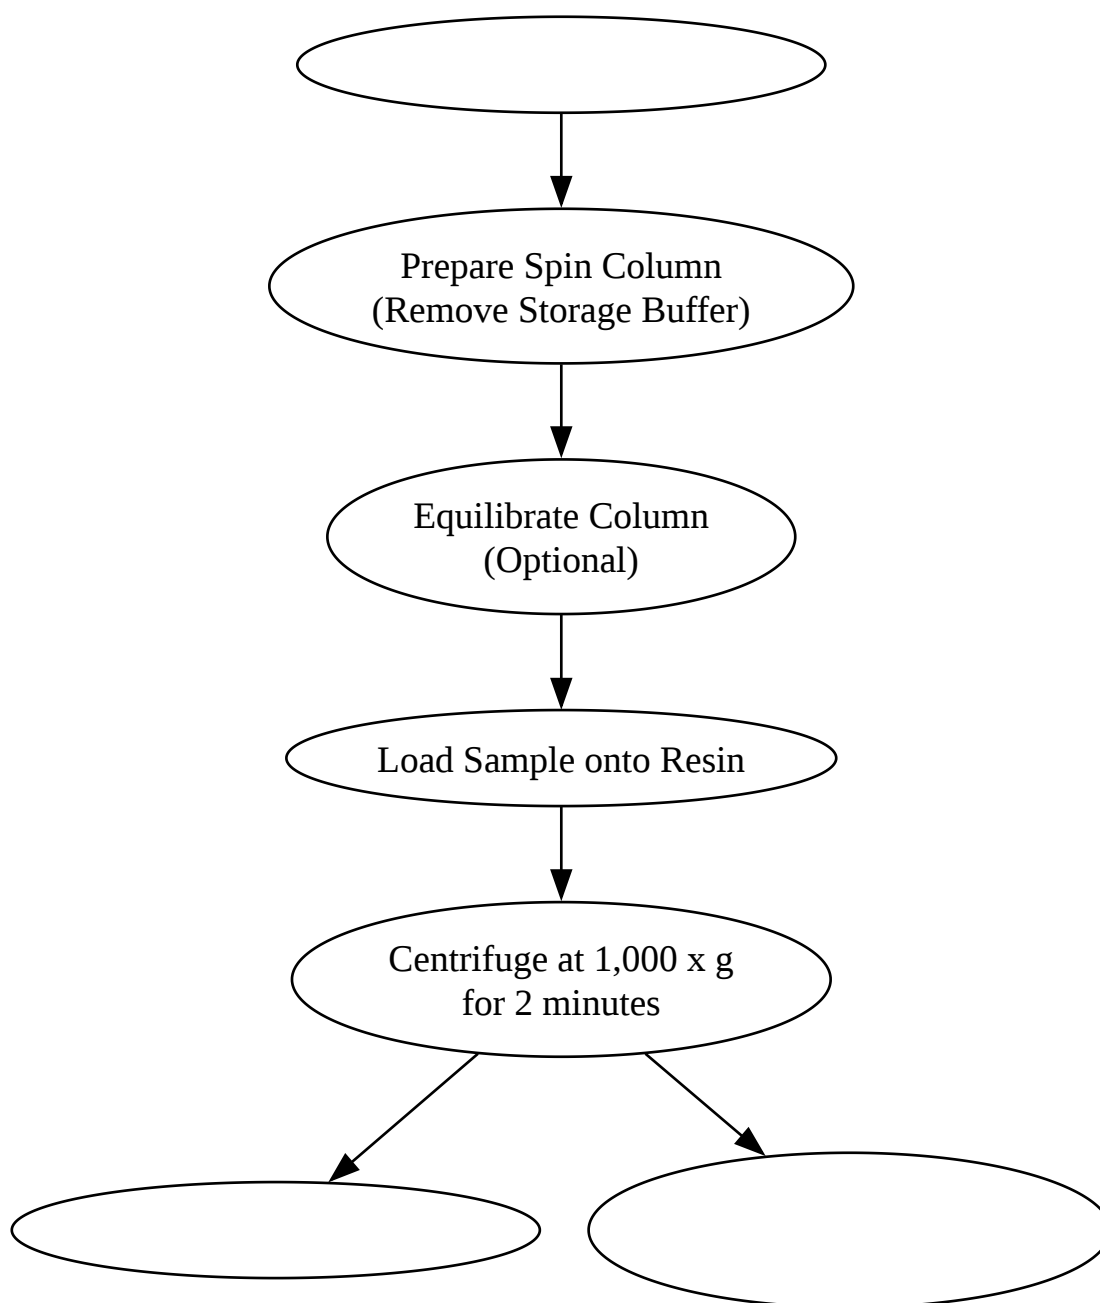 Prepare Spin Column
(Remove Storage Buffer)
Equilibrate Column
(Optional)
Load Sample onto Resin
Centrifuge at 1,000 x g
for 2 minutes